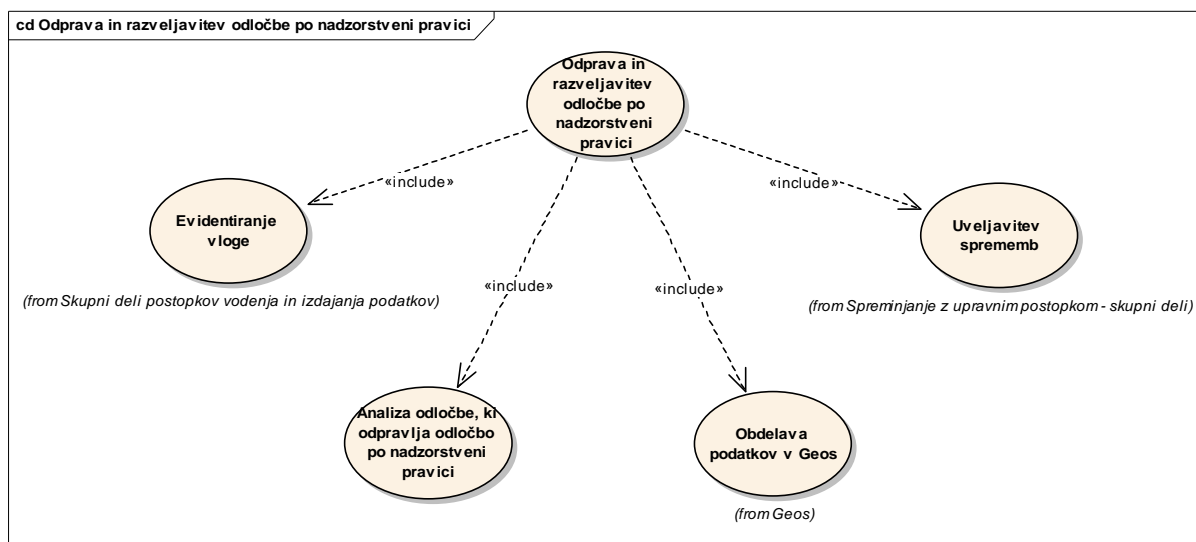 cd Odprava in razveljavitev odločbe po nadzorstveni pravici
Odprava in
razveljavitev
odločbe po
nadzorstveni
pravici
«include»
«include»
Evidentiranje
vloge
Uveljavitev
sprememb
(from Skupni deli postopkov vodenja in izdajanja podatkov)
«include»
«include»
(from Spreminjanje z upravnim postopkom - skupni deli)
Analiza odločbe, ki
odpravlja odločbo
po nadzorstveni
pravici
Obdelava
podatkov v Geos
(from Geos)